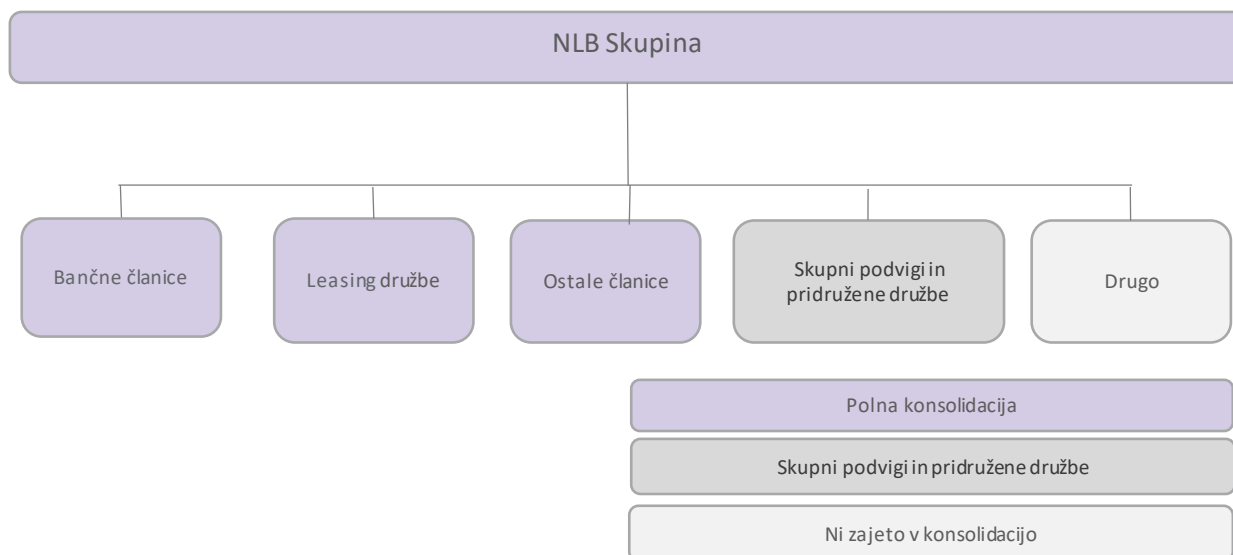 NLB Skupina
Bančne članice
Leasing družbe
Ostale članice
Skupni podvigi in
pridružene družbe
Drugo
Polna konsolidacija
Skupni podvigi in pridružene družbe
Ni zajeto v konsolidacijo